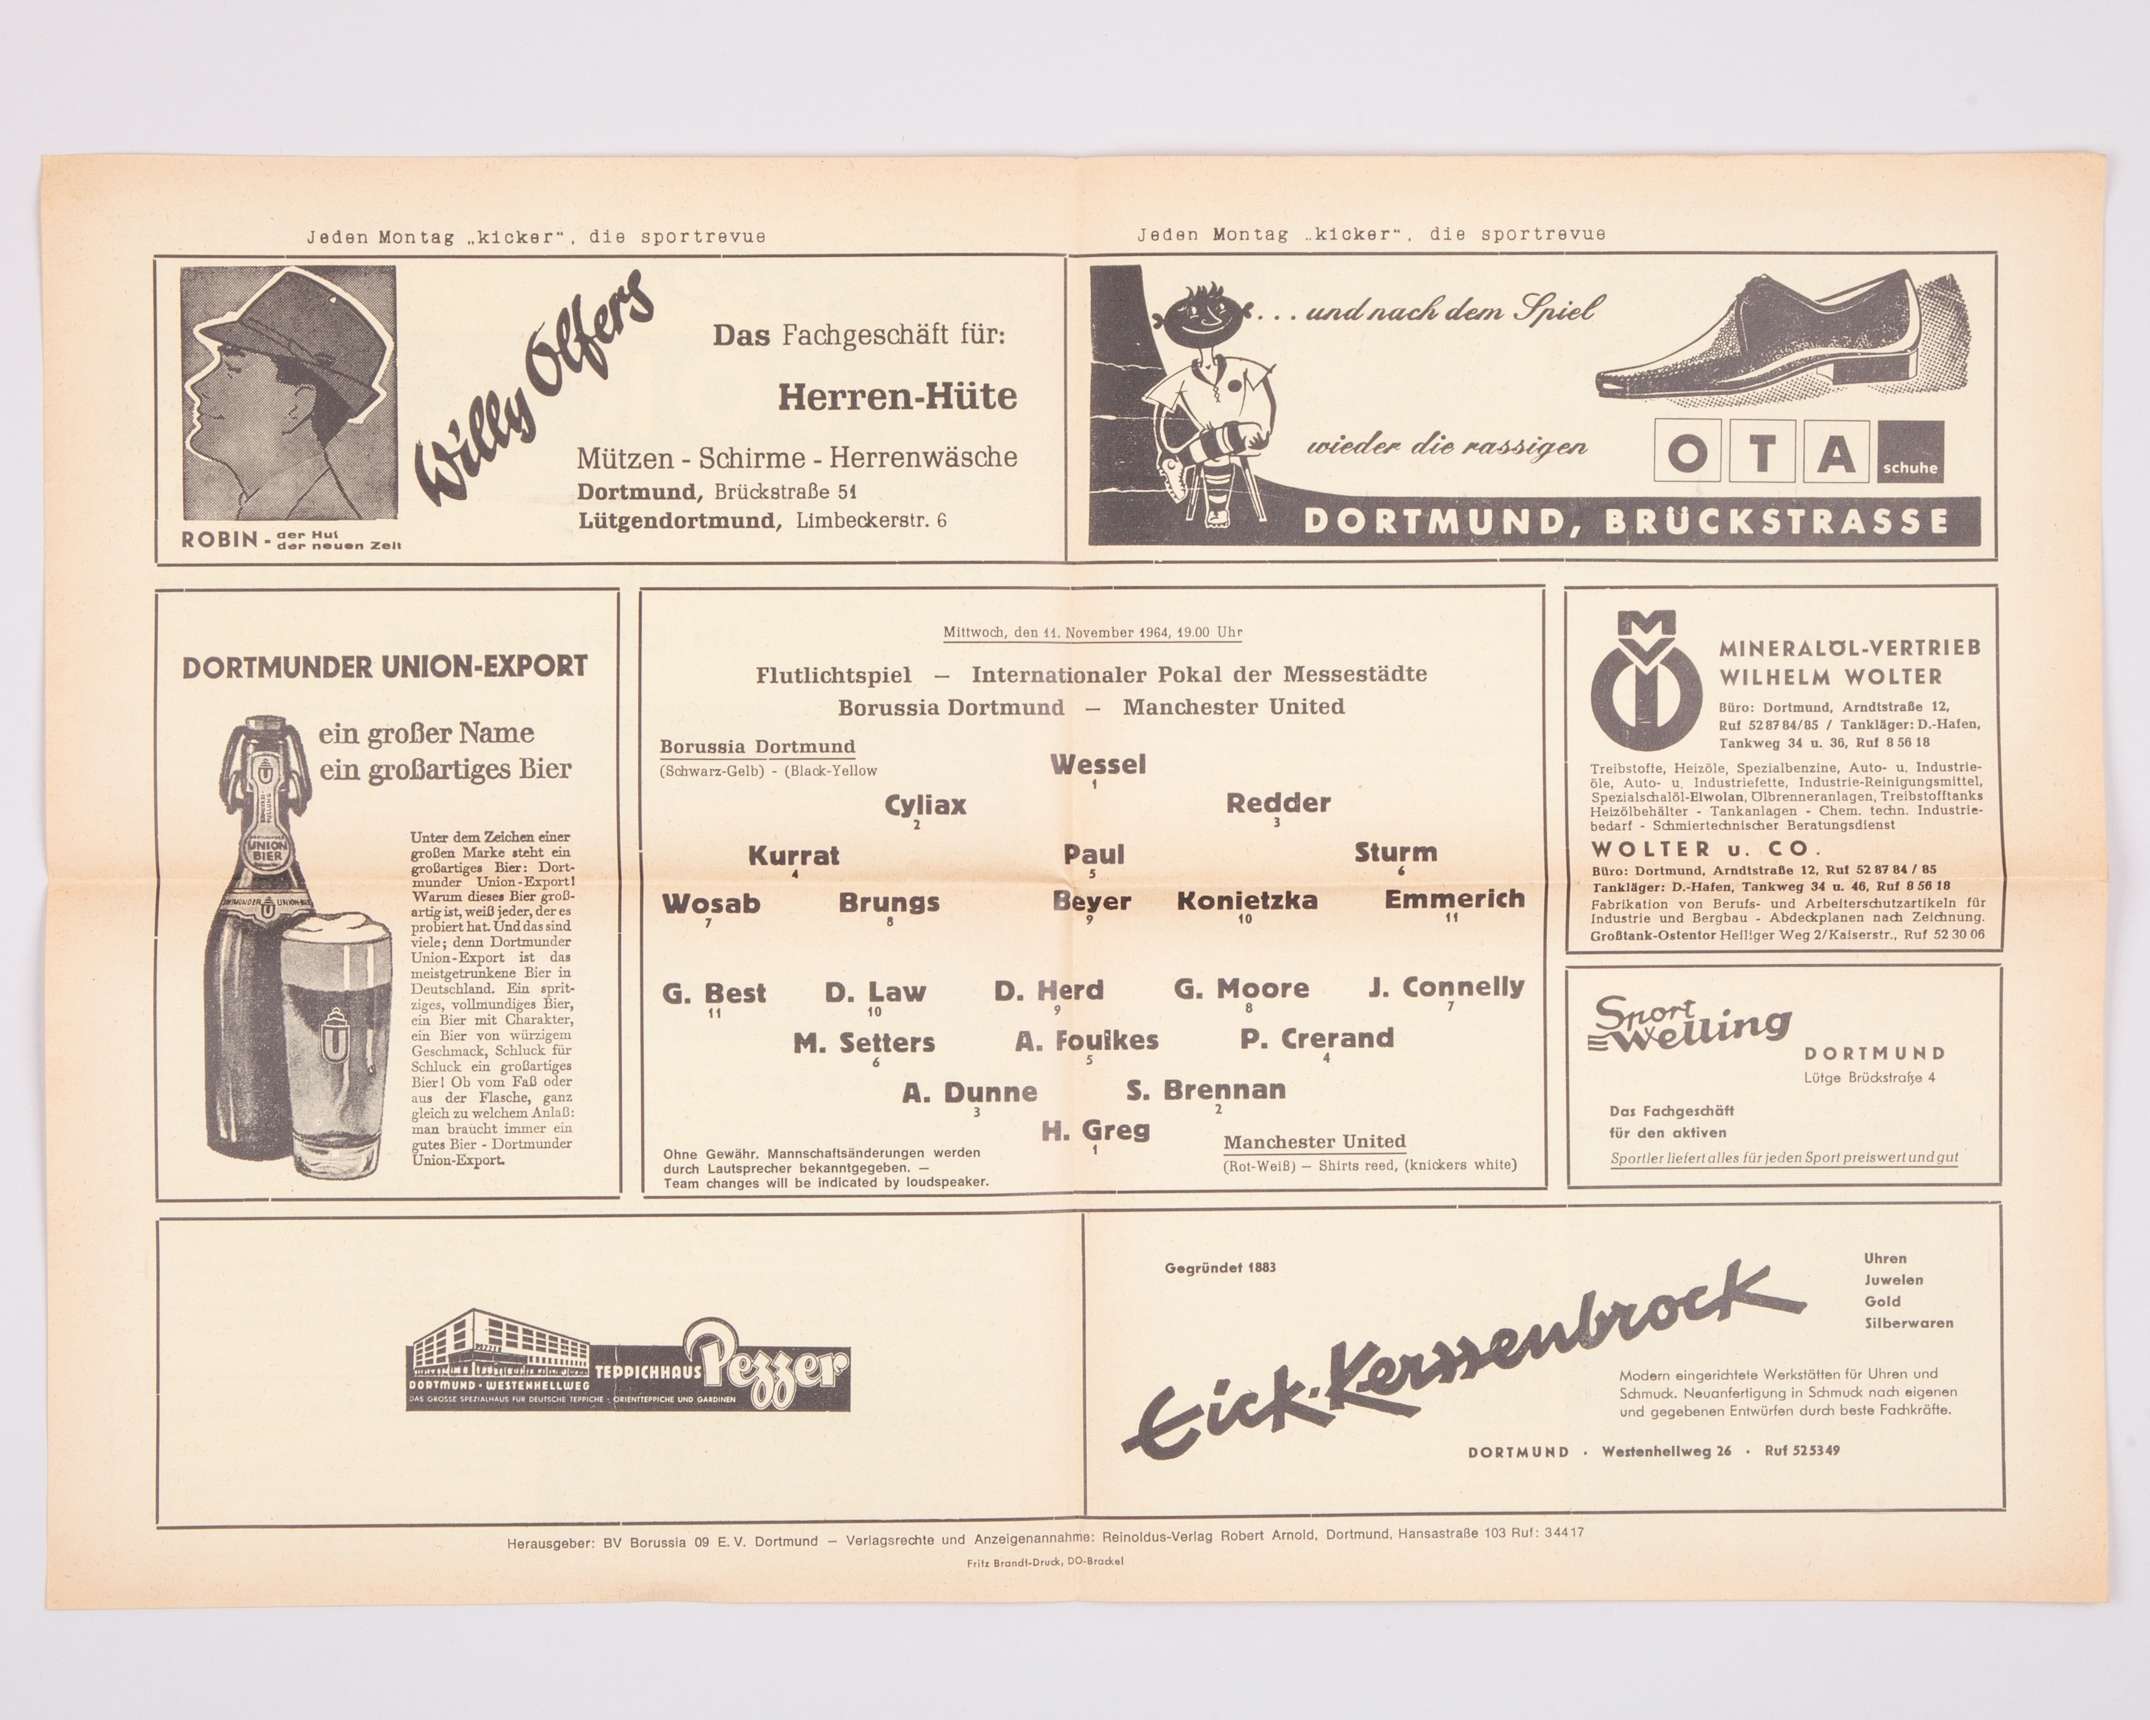 Jeden Montag „kicker“, die sportrevue
Jeden Montag „kicker“, die sportrevue
Willy Olfers
Das Fachgeschäft für:
Herren-Hüte
Mützen - Schirme - Herrenwäsche
Dortmund, Brückstraße 51
Lütgendortmund, Limbeckerstr. 6
ROBIN - der Hut
der neuen Zeit
... und nach dem Spiel
wieder die rassigen
OTA schuhe
DORTMUND, BRÜCKSTRASSE
DORTMUNDER UNION-EXPORT
ein großer Name
ein großartiges Bier
UNION
BIER
Unter dem Zeichen einer
großen Marke steht ein
großartiges Bier: Dort-
munder Union-Export!
Warum dieses Bier groß-
artig ist, weiß jeder, der es
probiert hat. Und das sind
viele; denn Dortmunder
Union-Export ist das
meistgetrunkene Bier in
Deutschland. Ein sprit-
ziges, vollmundiges Bier,
ein Bier mit Charakter,
ein Bier von würzigem
Geschmack, Schluck für
Schluck ein großartiges
Bier! Ob vom Faß oder
aus der Flasche, ganz
gleich zu welchem Anlaß:
man braucht immer ein
gutes Bier - Dortmunder
Union-Export.
Mittwoch, den 11. November 1964, 19.00 Uhr
Flutlichtspiel — Internationaler Pokal der Messestädte
Borussia Dortmund — Manchester United
Borussia Dortmund
(Schwarz-Gelb) - (Black-Yellow
Wessel
1
Cyliax Redder
2 3
Kurrat Paul Sturm
4 5 6
Wosab Brungs Beyer Konietzka Emmerich
7 8 9 10 11
G. Best D. Law D. Herd G. Moore J. Connelly
11 10 9 8 7
M. Setters A. Foulkes P. Crerand
6 5 4
A. Dunne S. Brennan
3 2
H. Greg
1
Manchester United
(Rot-Weiß) — Shirts reed, (knickers white)
Ohne Gewähr. Mannschaftsänderungen werden
durch Lautsprecher bekanntgegeben. —
Team changes will be indicated by loudspeaker.
MINERALÖL-VERTRIEB
WILHELM WOLTER
Büro: Dortmund, Arndtstraße 12,
Ruf 52 87 84/85 / Tankläger: D.-Hafen,
Tankweg 34 u. 36, Ruf 8 56 18
Treibstofte, Heizöle, Spezialbenzine, Auto- u. Industrie-
öle, Auto- u. Industriefette, Industrie-Reinigungsmittel,
Spezialschalöl-Elwolan, Ölbrenneranlagen, Treibstofftanks
Heizölbehälter - Tankanlagen - Chem. techn. Industrie-
bedarf - Schmiertechnischer Beratungsdienst
WOLTER u. CO.
Büro: Dortmund, Arndtstraße 12, Ruf 52 87 84 / 85
Tankläger: D.-Hafen, Tankweg 34 u. 46, Ruf 8 56 18
Fabrikation von Berufs- und Arbeiterschutzartikeln für
Industrie und Bergbau - Abdeckplanen nach Zeichnung.
Großtank-Ostentor Heiliger Weg 2/Kaiserstr., Ruf 52 30 06
Sport
Welling
DORTMUND
Lütge Brückstraße 4
Das Fachgeschäft
für den aktiven
Sportler liefert alles für jeden Sport preiswert und gut
PEZZER
TEPPICHHAUS Pezzer
DORTMUND · WESTENHELLWEG
DAS GROSSE SPEZIALHAUS FÜR DEUTSCHE TEPPICHE · ORIENTTEPPICHE UND GARDINEN
Gegründet 1883
Eick-Kerssenbrock
Uhren
Juwelen
Gold
Silberwaren
Modern eingerichtete Werkstätten für Uhren und
Schmuck. Neuanfertigung in Schmuck nach eigenen
und gegebenen Entwürfen durch beste Fachkräfte.
DORTMUND · Westenhellweg 26 · Ruf 525349
Herausgeber: BV Borussia 09 E. V. Dortmund — Verlagsrechte und Anzeigenannahme: Reinoldus-Verlag Robert Arnold, Dortmund, Hansastraße 103 Ruf: 34417
Fritz Brandt-Druck, DO-Brackel